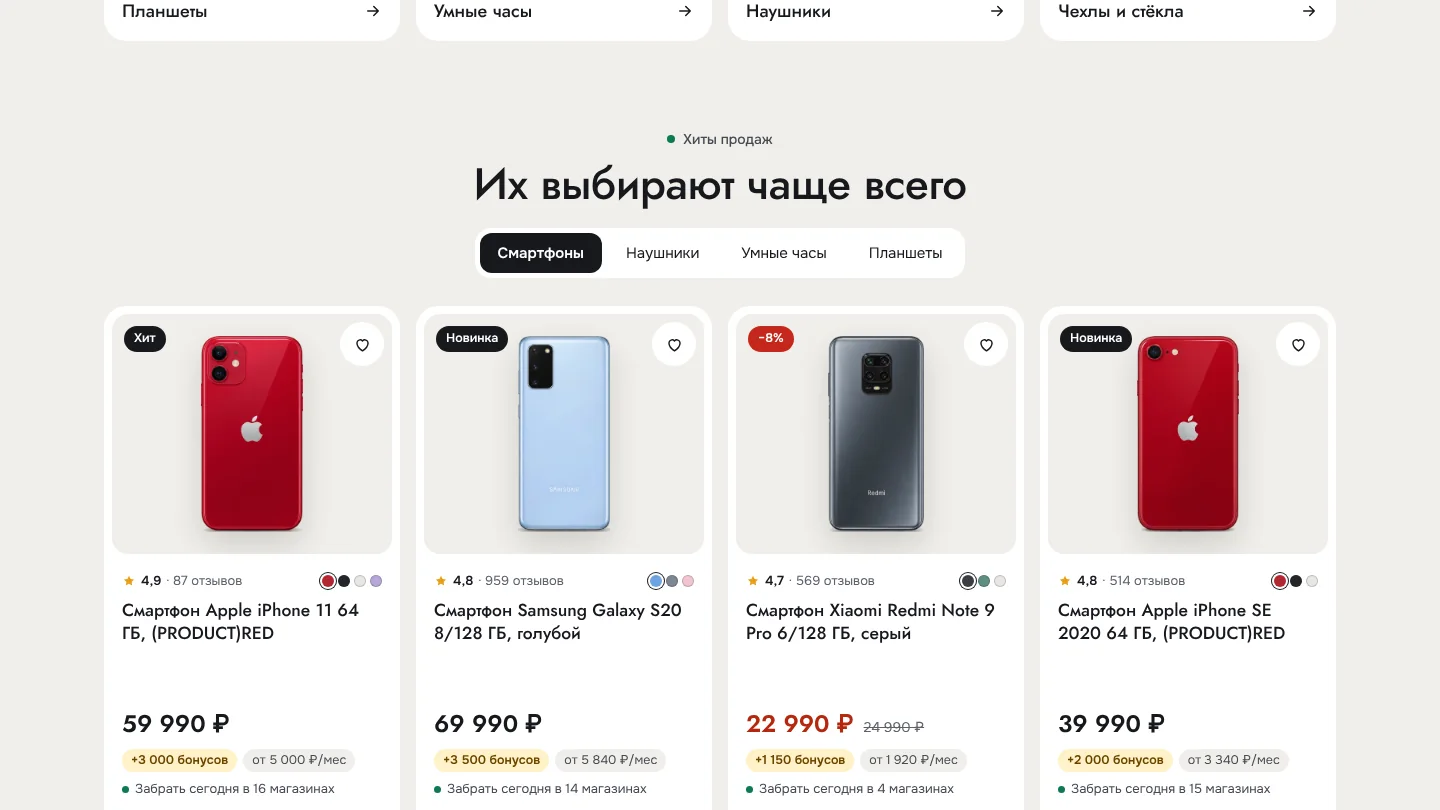 Планшеты
Умные часы
Наушники
Чехлы и стёкла
Хиты продаж
Их выбирают чаще всего
Смартфоны
Наушники
Умные часы
Планшеты
Хит
Новинка
SAMSUNG
−8%
Redmi
Новинка
4,9 · 87 отзывов
Смартфон Apple iPhone 11 64
ГБ, (PRODUCT)RED
59 990 ₽
+3 000 бонусов
от 5 000 ₽/мес
Забрать сегодня в 16 магазинах
4,8 · 959 отзывов
Смартфон Samsung Galaxy S20
8/128 ГБ, голубой
69 990 ₽
+3 500 бонусов
от 5 840 ₽/мес
Забрать сегодня в 14 магазинах
4,7 · 569 отзывов
Смартфон Xiaomi Redmi Note 9
Pro 6/128 ГБ, серый
22 990 ₽ 24 990 ₽
+1 150 бонусов
от 1 920 ₽/мес
Забрать сегодня в 4 магазинах
4,8 · 514 отзывов
Смартфон Apple iPhone SE
2020 64 ГБ, (PRODUCT)RED
39 990 ₽
+2 000 бонусов
от 3 340 ₽/мес
Забрать сегодня в 15 магазинах